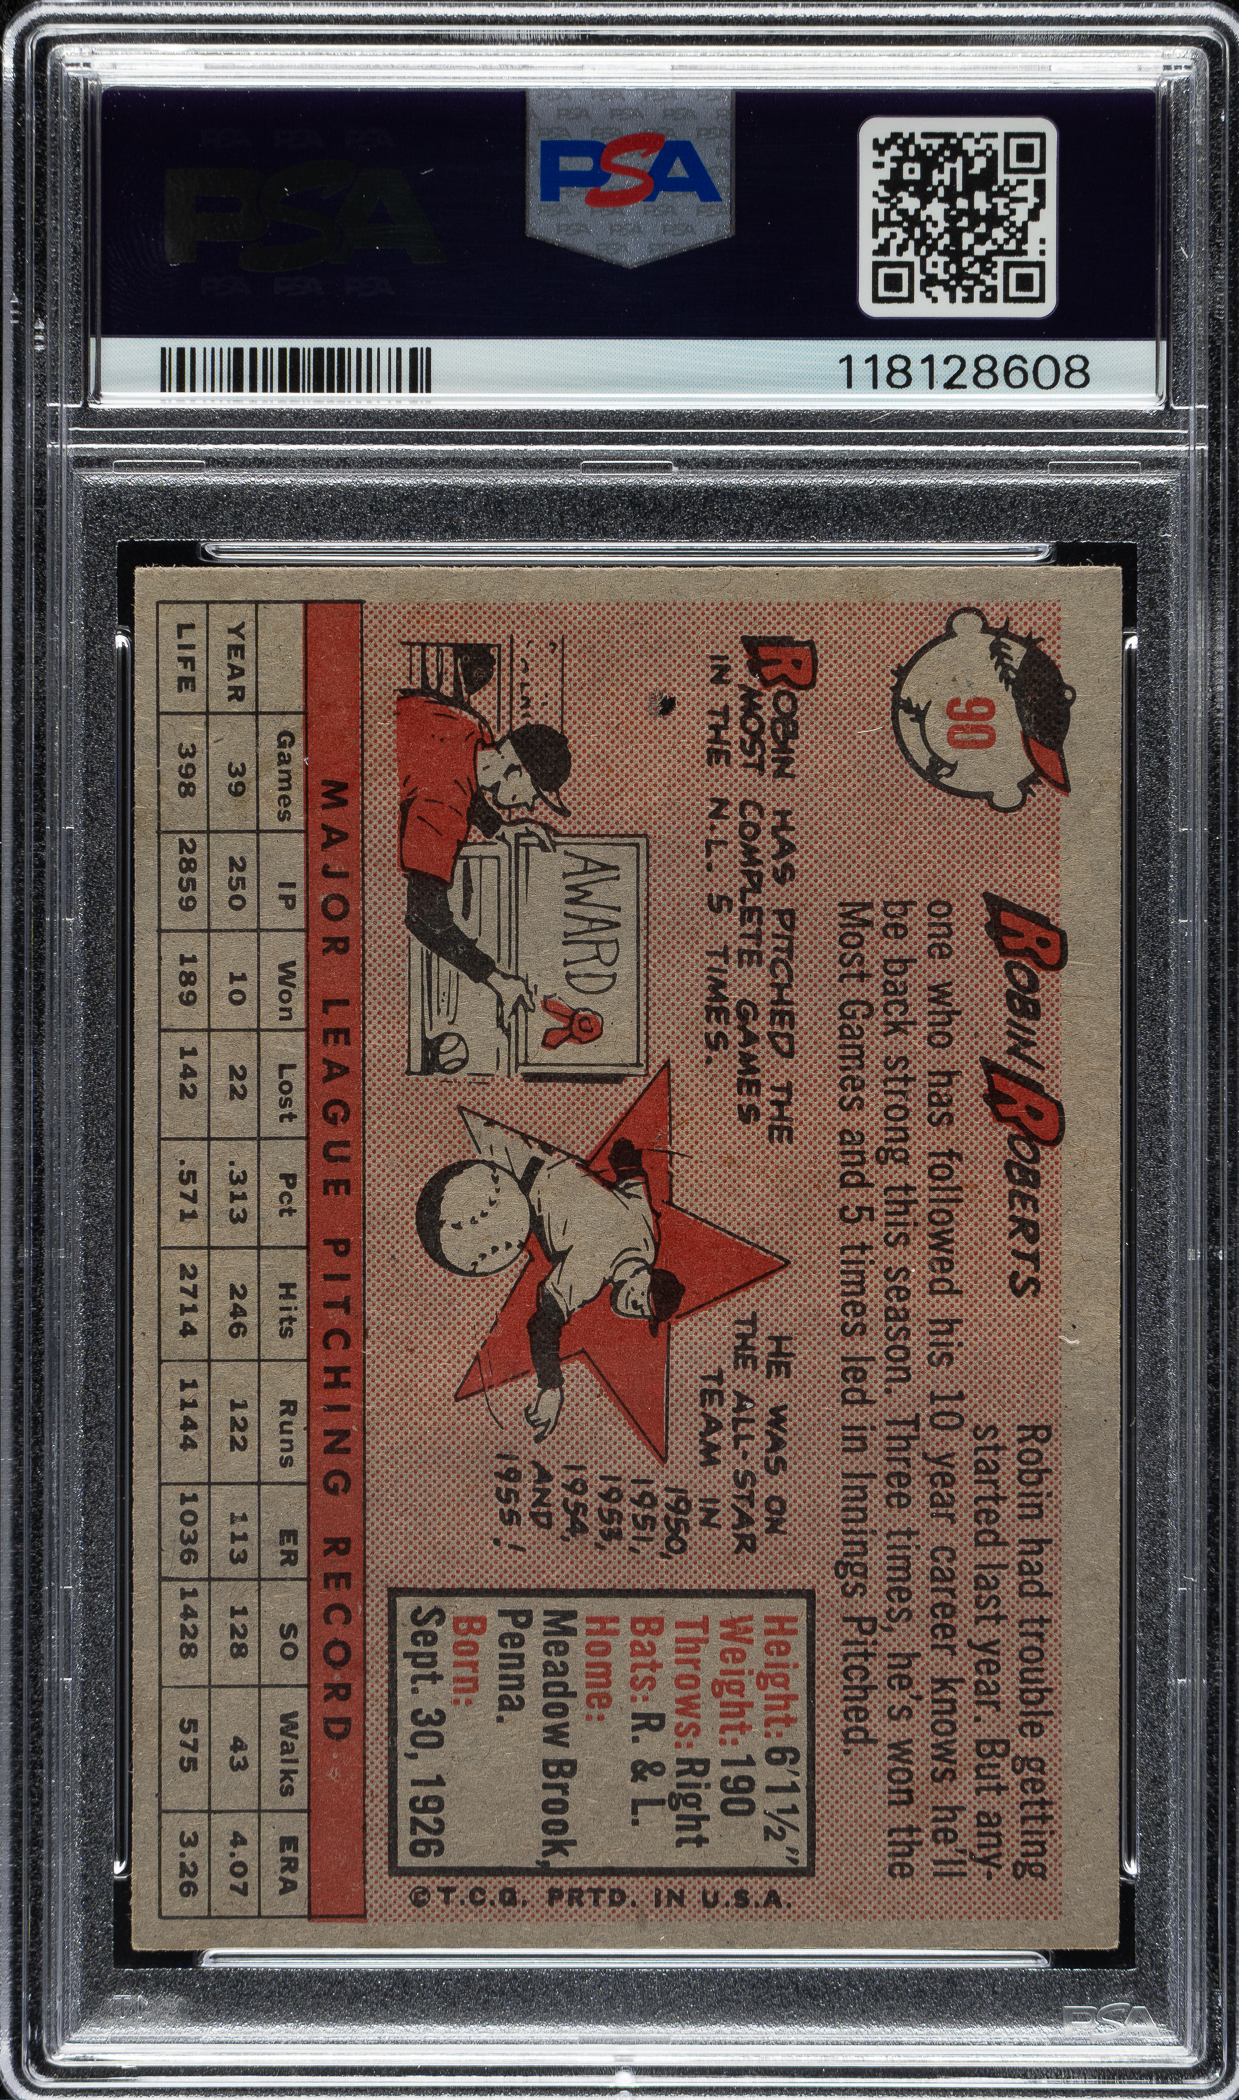 PSA
118128608
90
ROBIN ROBERTS
Robin had trouble getting
started last year. But any-
one who has followed his 10 year career knows he'll
be back strong this season. Three times, he's won the
Most Games and 5 times led in Innings Pitched.
ROBIN HAS PITCHED THE
MOST COMPLETE GAMES
IN THE N.L. 5 TIMES.
AWARD
HE WAS ON
THE ALL-STAR
TEAM IN
1950,
1951,
1953,
1954,
AND
1955!
Height: 6'1½"
Weight: 190
Throws: Right
Bats: R. & L.
Home:
Meadow Brook,
Penna.
Born:
Sept. 30, 1926
©T.C.G. PRTD. IN U.S.A.
MAJOR LEAGUE PITCHING RECORD
Games IP Won Lost Pct Hits Runs ER SO Walks ERA
YEAR 39 250 10 22 .313 246 122 113 128 43 4.07
LIFE 398 2859 189 142 .571 2714 1144 1036 1428 575 3.26
PSA